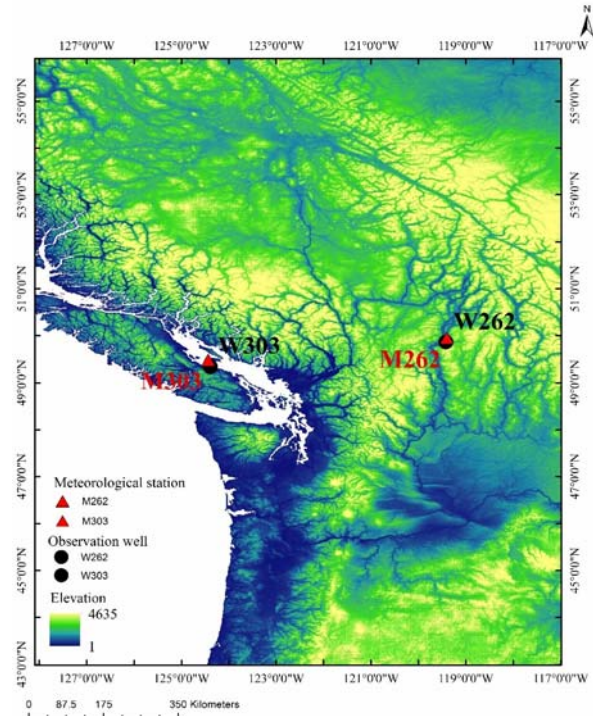 N
127°0'0"W 125°0'0"W 123°0'0"W 121°0'0"W 119°0'0"W 117°0'0"W
55°0'0"N 55°0'0"N
53°0'0"N 53°0'0"N
51°0'0"N 51°0'0"N
W303 W262
M303 M262
49°0'0"N 49°0'0"N
47°0'0"N 47°0'0"N
Meteorological station
M262
M303
Observation well
W262
W303
45°0'0"N 45°0'0"N
Elevation
4635
1
43°0'0"N 43°0'0"N
127°0'0"W 125°0'0"W 123°0'0"W 121°0'0"W 119°0'0"W 117°0'0"W
0 87.5 175 350 Kilometers